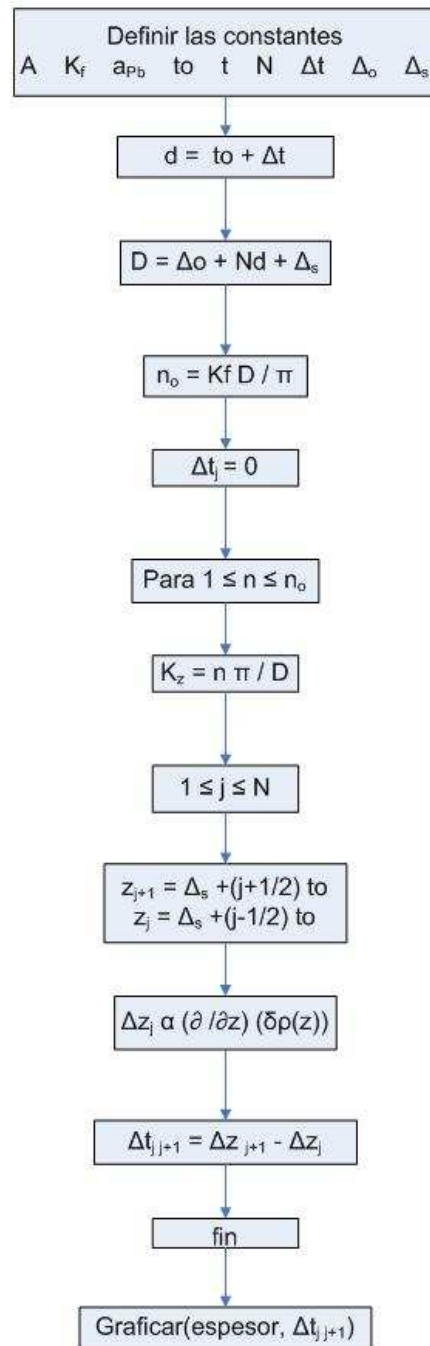 Definir las constantes
A K_f a_Pb to t N Δt Δ_o Δ_s
d = to + Δt
D = Δo + Nd + Δ_s
n_o = Kf D / π
Δt_j = 0
Para 1 ≤ n ≤ n_o
K_z = n π / D
1 ≤ j ≤ N
z_j+1 = Δ_s +(j+1/2) to
z_j = Δ_s +(j-1/2) to
Δz_j α (∂ /∂z) (δρ(z))
Δt_j j+1 = Δz_j+1 - Δz_j
fin
Graficar(espesor, Δt_j j+1)